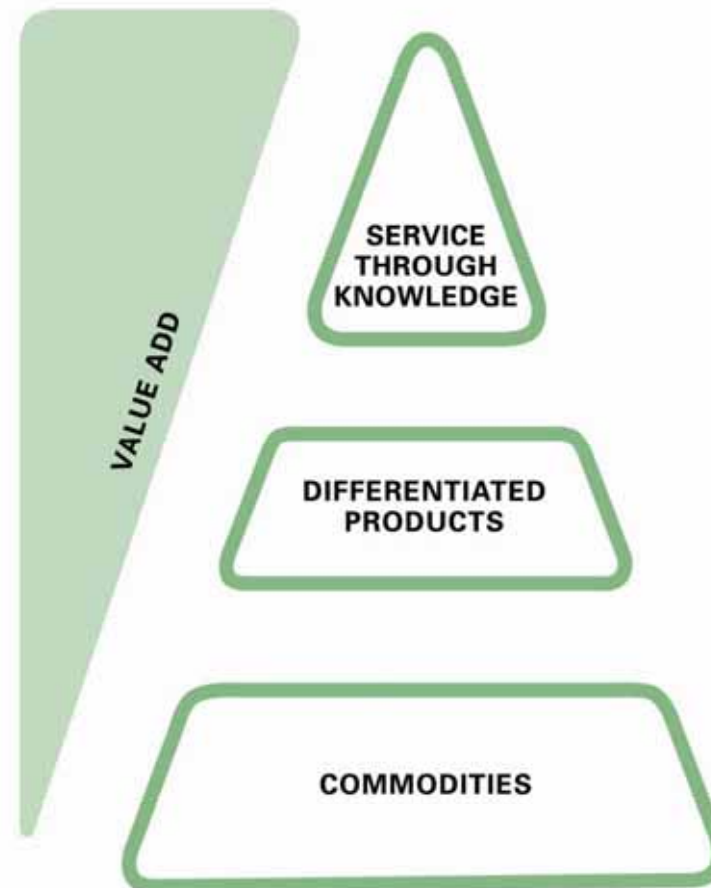 VALUE ADD
SERVICE
THROUGH
KNOWLEDGE
DIFFERENTIATED
PRODUCTS
COMMODITIES